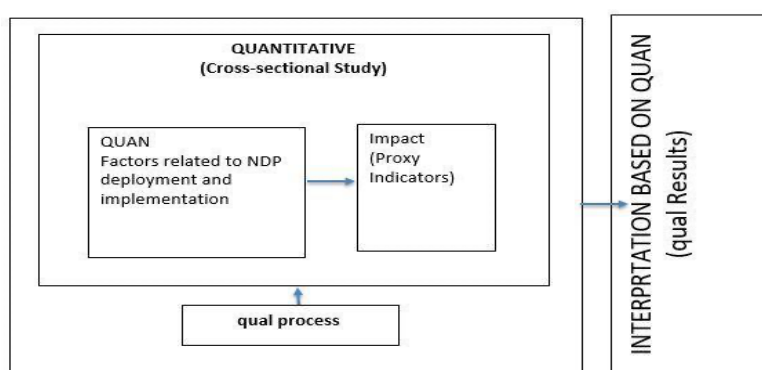 QUANTITATIVE
(Cross-sectional Study)
QUAN
Factors related to NDP
deployment and
implementation
Impact
(Proxy
Indicators)
qual process
INTERPRTATION BASED ON QUAN
(qual Results)